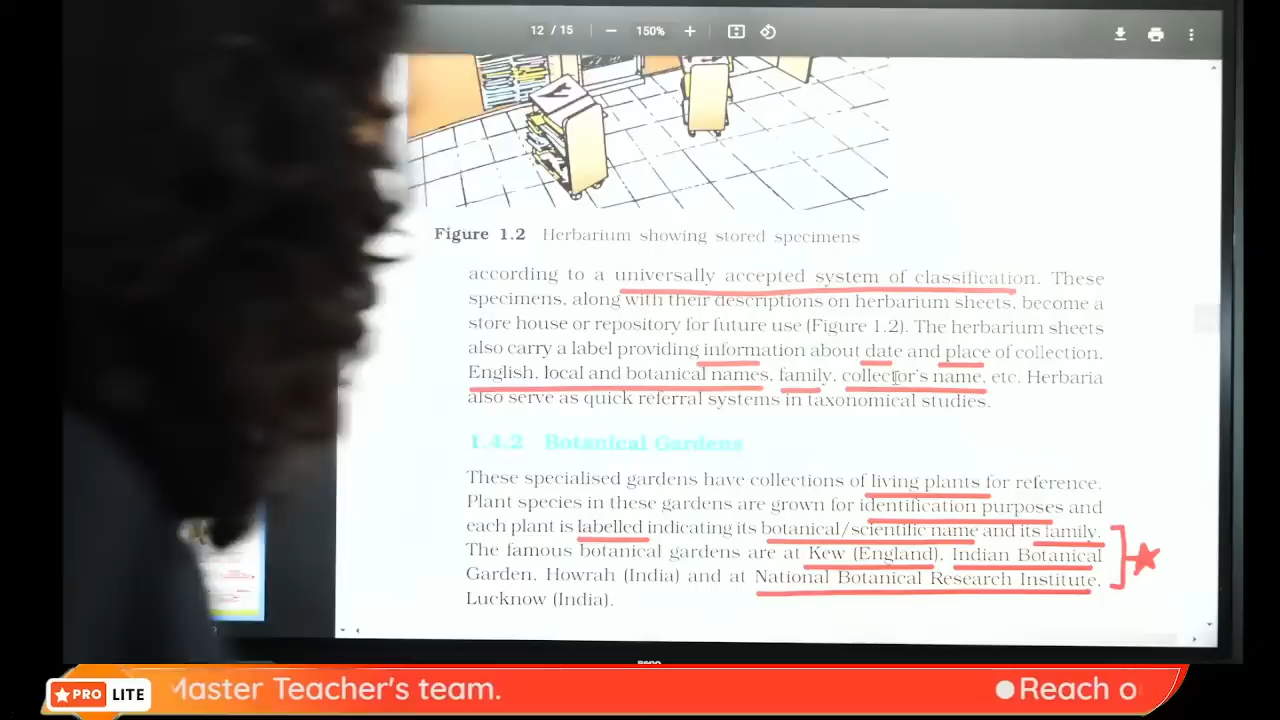 12 / 15 — 150% +
Figure 1.2 Herbarium showing stored specimens
according to a universally accepted system of classification. These
specimens, along with their descriptions on herbarium sheets, become a
store house or repository for future use (Figure 1.2). The herbarium sheets
also carry a label providing information about date and place of collection,
English, local and botanical names, family, collector's name, etc. Herbaria
also serve as quick referral systems in taxonomical studies.
1.4.2 Botanical Gardens
These specialised gardens have collections of living plants for reference.
Plant species in these gardens are grown for identification purposes and
each plant is labelled indicating its botanical/scientific name and its family.
The famous botanical gardens are at Kew (England), Indian Botanical
Garden, Howrah (India) and at National Botanical Research Institute,
Lucknow (India).
PRO LITE Master Teacher's team. Reach o